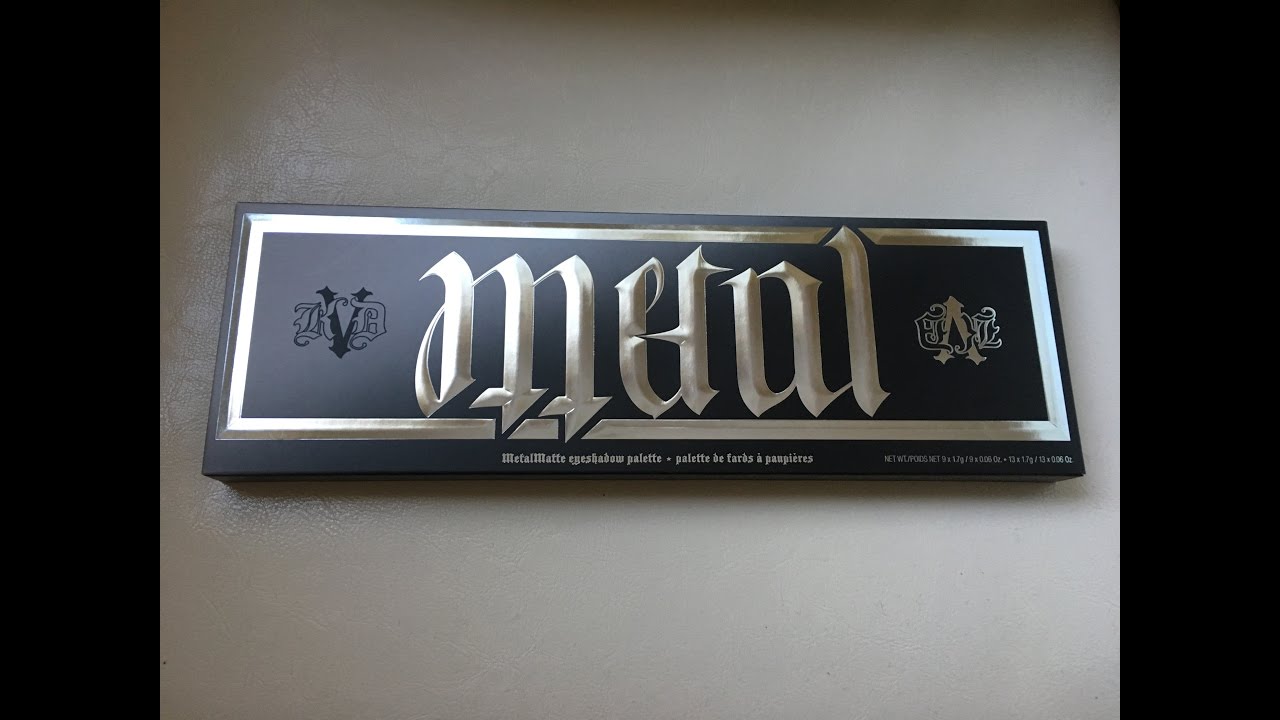 KVD
metal
MetalMatte eyeshadow palette • palette de fards à paupières
NET WT./POIDS NET 9 x 1.7g / 9 x 0.06 Oz. • 13 x 1.7g / 13 x 0.06 Oz.